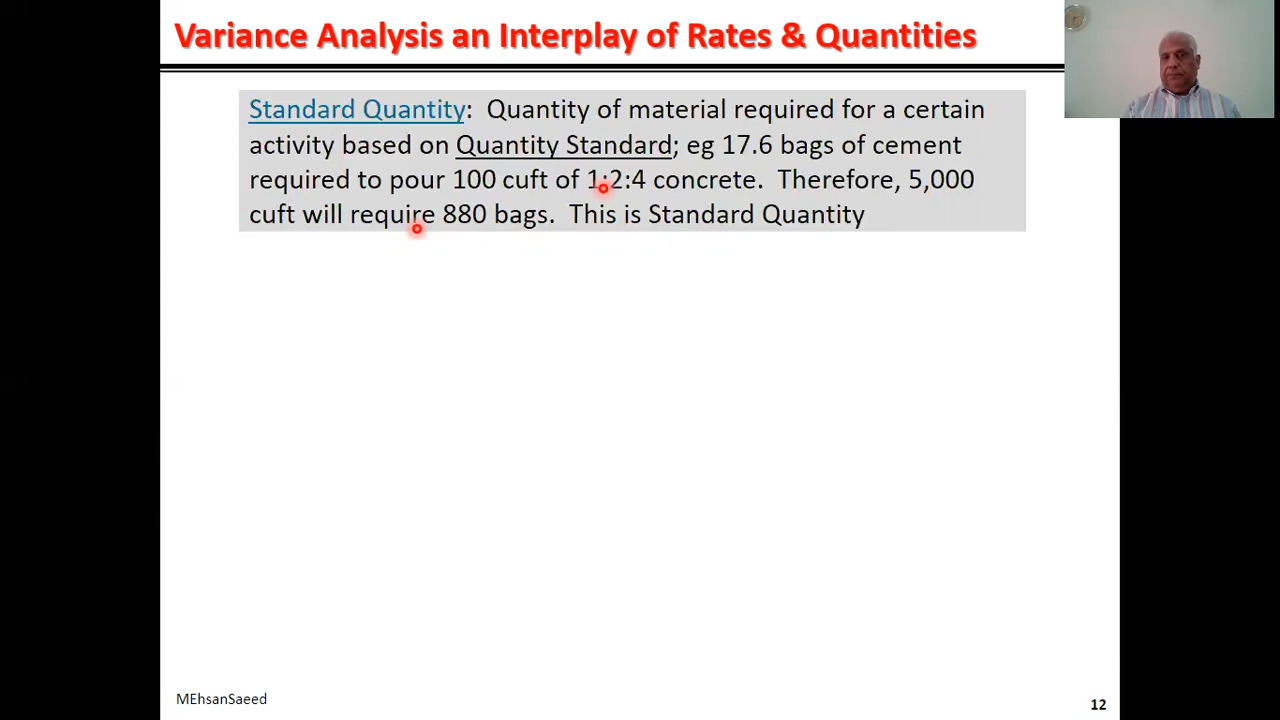 Variance Analysis an Interplay of Rates & Quantities
Standard Quantity: Quantity of material required for a certain
activity based on Quantity Standard; eg 17.6 bags of cement
required to pour 100 cuft of 1:2:4 concrete. Therefore, 5,000
cuft will require 880 bags. This is Standard Quantity
MEhsanSaeed
12